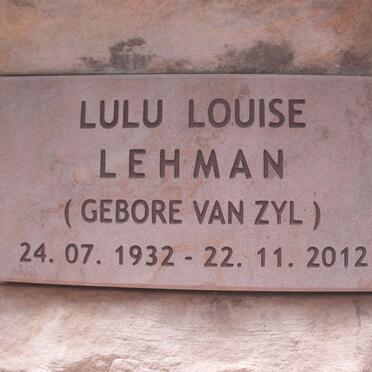 LULU LOUISE
LEHMAN
( GEBORE VAN ZYL )
24. 07. 1932 - 22. 11. 2012